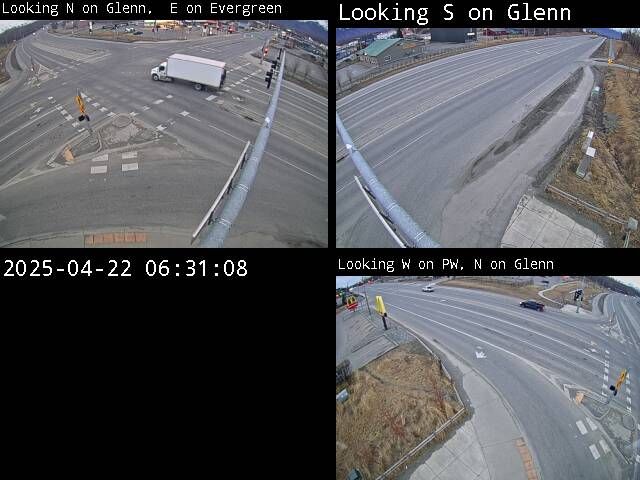 Looking N on Glenn,  E on Evergreen
Looking S on Glenn
2025-04-22 06:31:08
Looking W on PW, N on Glenn